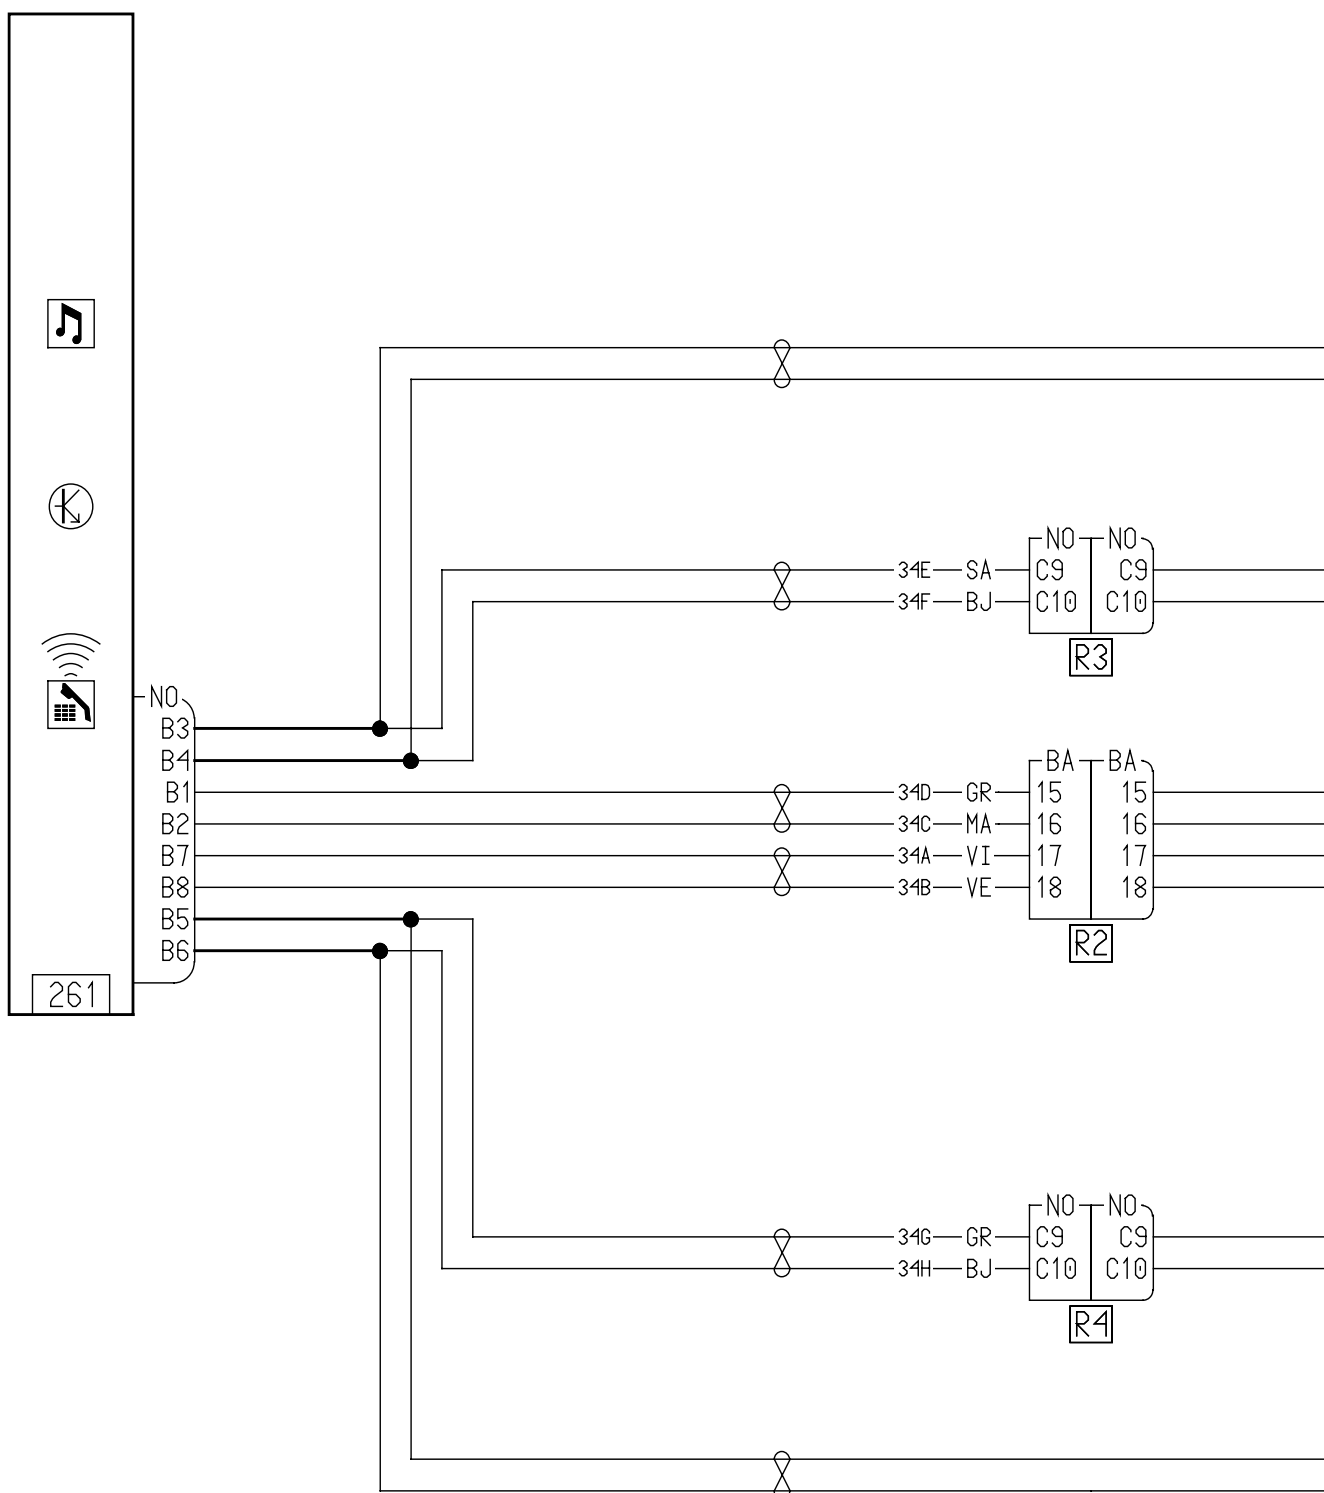 NO NO
34E SA C9 C9
34F BJ C10 C10
R3
NO
B3
B4 BA BA
B1 34D GR 15 15
B2 34C MA 16 16
B7 34A VI 17 17
B8 34B VE 18 18
B5
B6 R2
261
NO NO
34G GR C9 C9
34H BJ C10 C10
R4